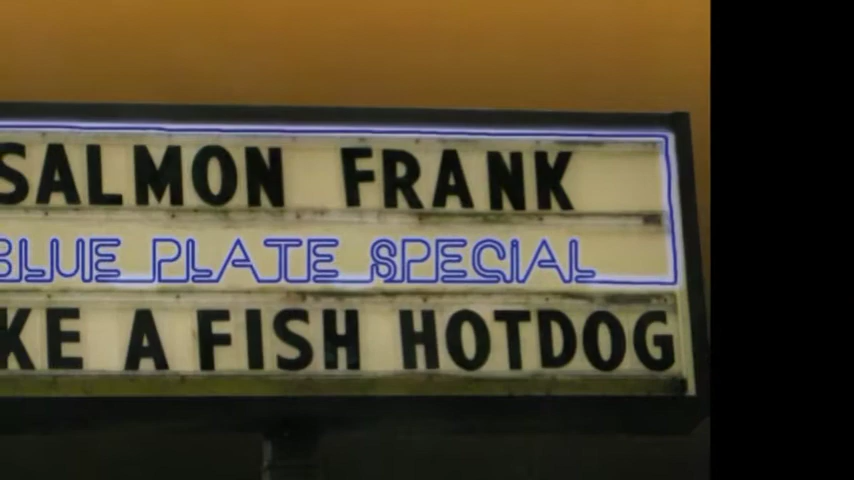 SALMON FRANK
BLUE PLATE SPECIAL
KE A FISH HOTDOG